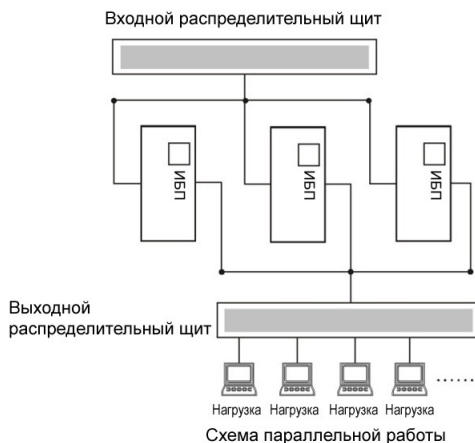 Входной распределительный щит
ИБП
ИБП
ИБП
Выходной
распределительный щит
Нагрузка Нагрузка Нагрузка Нагрузка
Схема параллельной работы